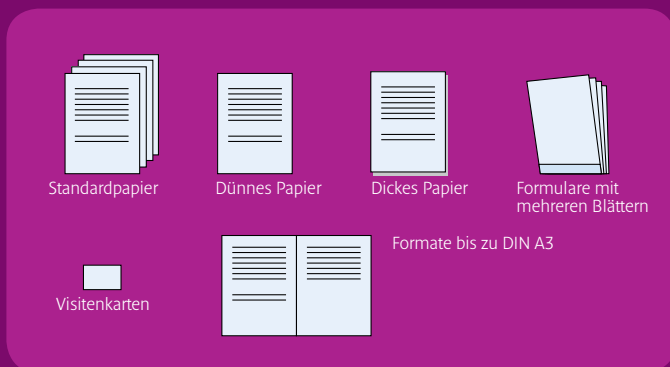 Standardpapier
Dünnes Papier
Dickes Papier
Formulare mit
mehreren Blättern
Visitenkarten
Formate bis zu DIN A3